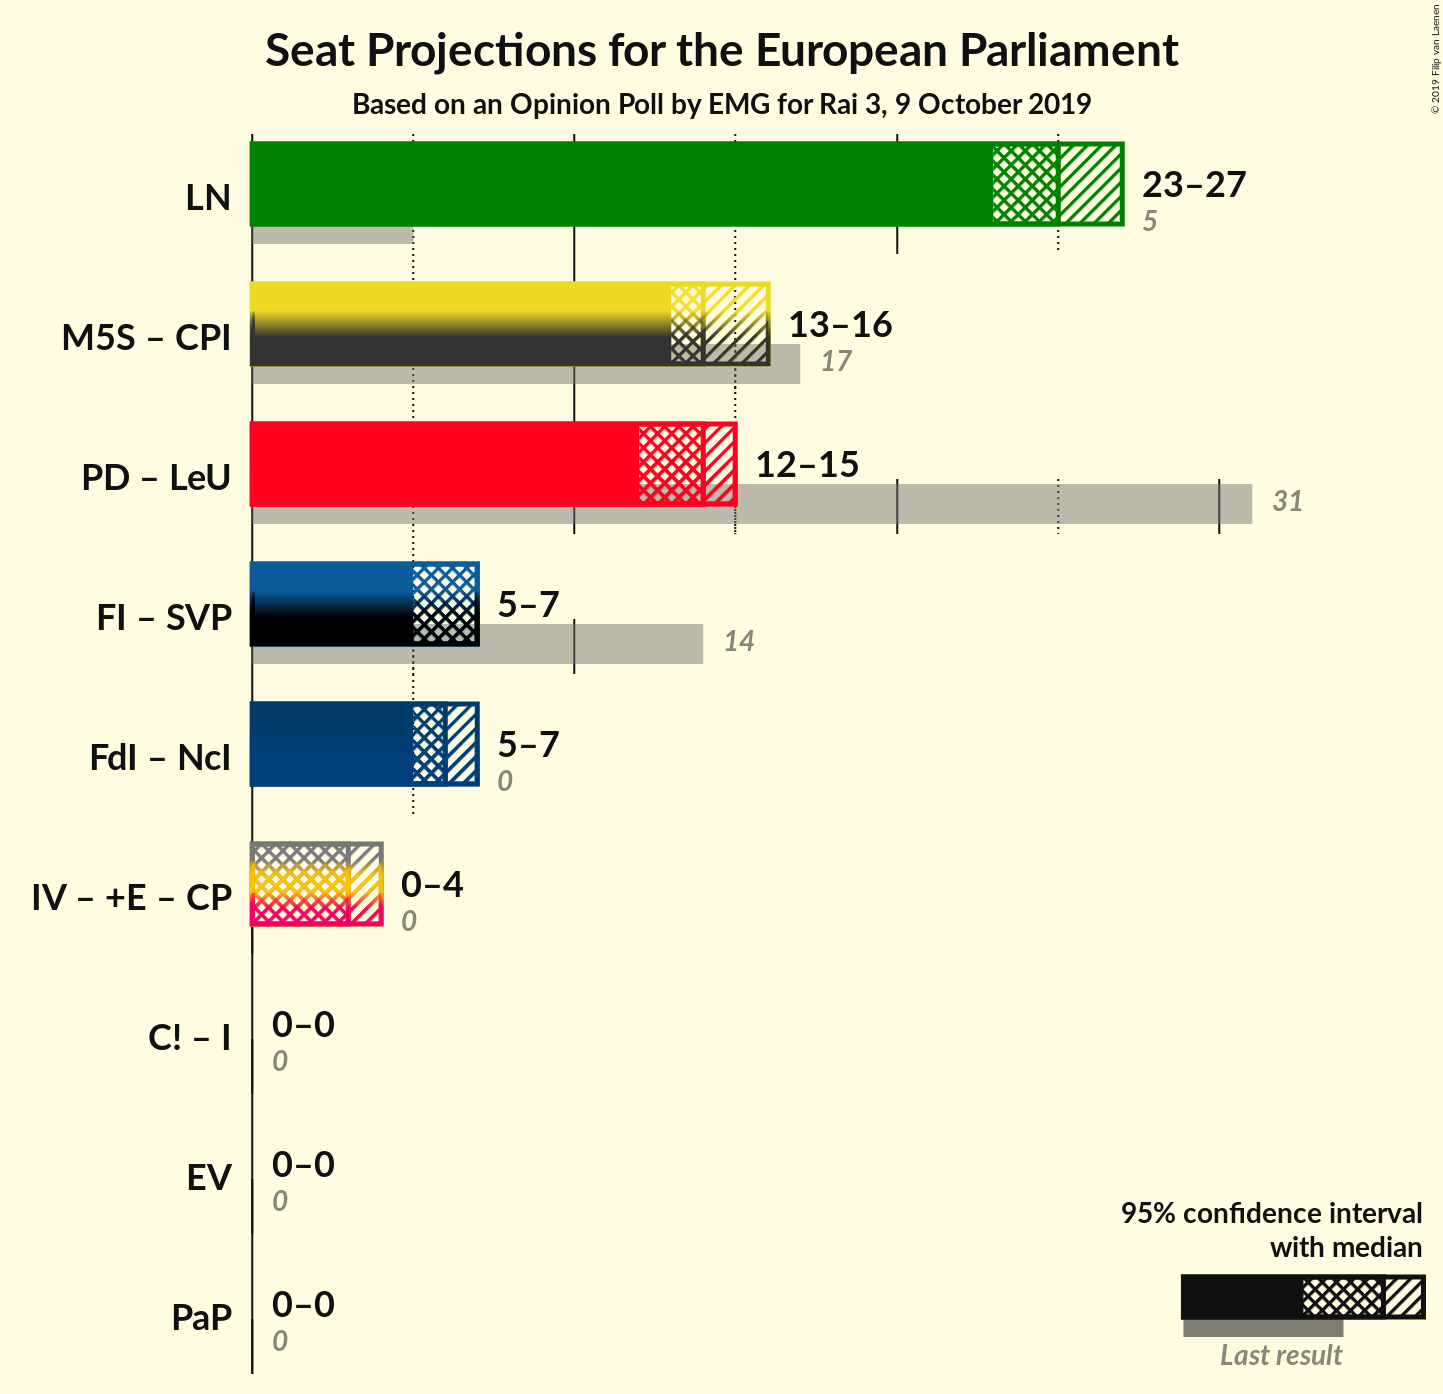 Seat Projections for the European Parliament
Based on an Opinion Poll by EMG for Rai 3, 9 October 2019
© 2019 Filip van Laenen
LN
23–27
5
M5S – CPI
13–16
17
PD – LeU
12–15
31
FI – SVP
5–7
14
FdI – NcI
5–7
0
IV – +E – CP
0–4
0
C! – I
0–0
0
EV
0–0
0
PaP
0–0
0
95% confidence interval
with median
Last result